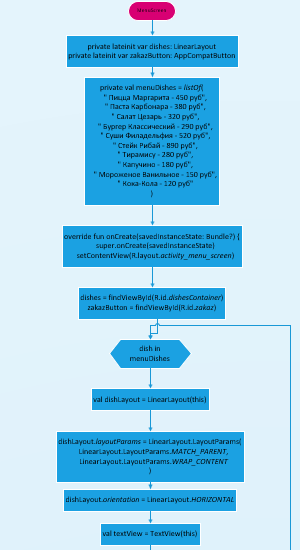 MenuScreen
private lateinit var dishes: LinearLayout
private lateinit var zakazButton: AppCompatButton
private val menuDishes = listOf(
" Пицца Маргарита - 450 руб",
" Паста Карбонара - 380 руб",
" Салат Цезарь - 320 руб",
" Бургер Классический - 290 руб",
" Суши Филадельфия - 520 руб",
" Стейк Рибай - 890 руб",
" Тирамису - 280 руб",
" Капучино - 180 руб",
" Мороженое Ванильное - 150 руб",
" Кока-Кола - 120 руб"
)
override fun onCreate(savedInstanceState: Bundle?) {
super.onCreate(savedInstanceState)
setContentView(R.layout.activity_menu_screen)
dishes = findViewById(R.id.dishesContainer)
zakazButton = findViewById(R.id.zakaz)
dish in
menuDishes
val dishLayout = LinearLayout(this)
dishLayout.layoutParams = LinearLayout.LayoutParams(
LinearLayout.LayoutParams.MATCH_PARENT,
LinearLayout.LayoutParams.WRAP_CONTENT
)
dishLayout.orientation = LinearLayout.HORIZONTAL
val textView = TextView(this)